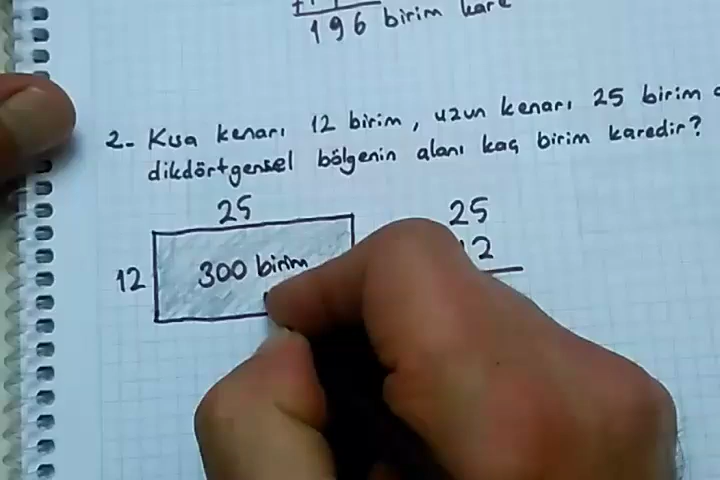 196 birim kare
2- Kısa kenarı 12 birim, uzun kenarı 25 birim
dikdörtgensel bölgenin alanı kaç birim karedir?
25
12
300 birim
25
12